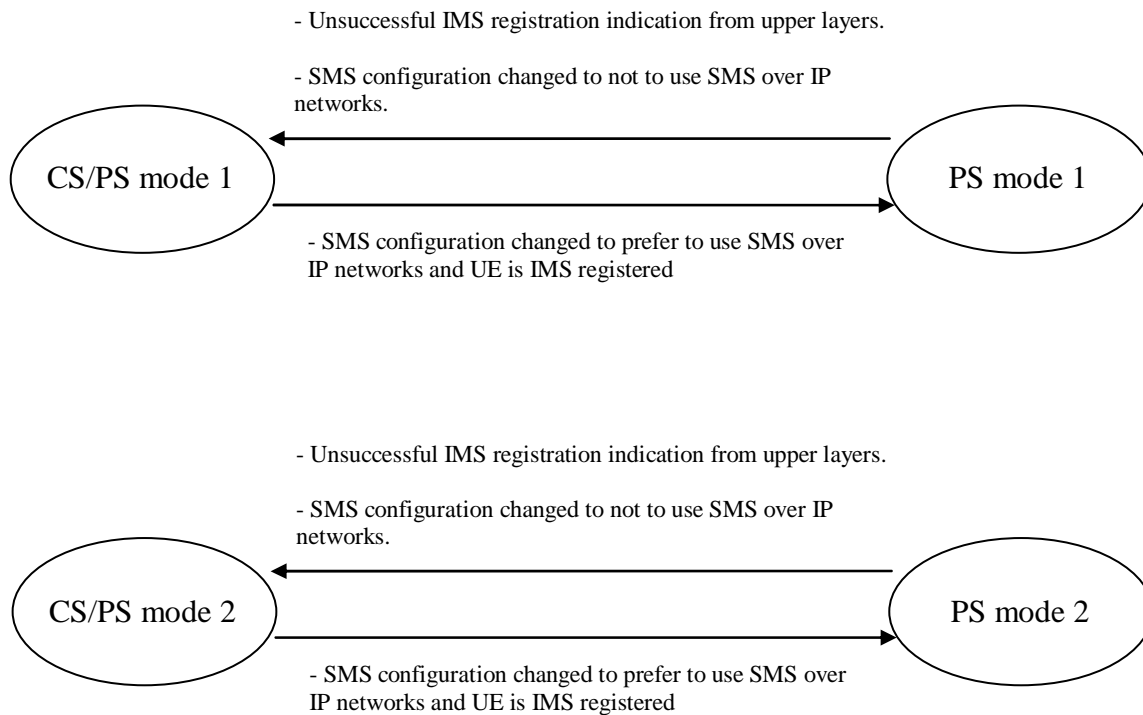 - Unsuccessful IMS registration indication from upper layers.
- SMS configuration changed to not to use SMS over IP
networks.
CS/PS mode 1
PS mode 1
- SMS configuration changed to prefer to use SMS over
IP networks and UE is IMS registered
- Unsuccessful IMS registration indication from upper layers.
- SMS configuration changed to not to use SMS over IP
networks.
CS/PS mode 2
PS mode 2
- SMS configuration changed to prefer to use SMS over
IP networks and UE is IMS registered